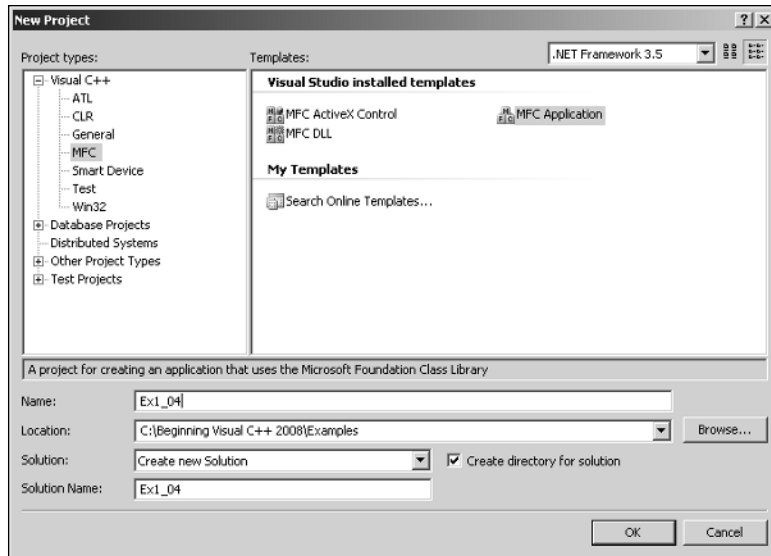 New Project
Project types:
Templates:
.NET Framework 3.5
Visual C++
ATL
CLR
General
MFC
Smart Device
Test
Win32
Database Projects
Distributed Systems
Other Project Types
Test Projects
Visual Studio installed templates
MFC ActiveX Control
MFC Application
MFC DLL
My Templates
Search Online Templates...
A project for creating an application that uses the Microsoft Foundation Class Library
Name:
Ex1_04
Location:
C:\Beginning Visual C++ 2008\Examples
Browse...
Solution:
Create new Solution
Create directory for solution
Solution Name:
Ex1_04
OK
Cancel